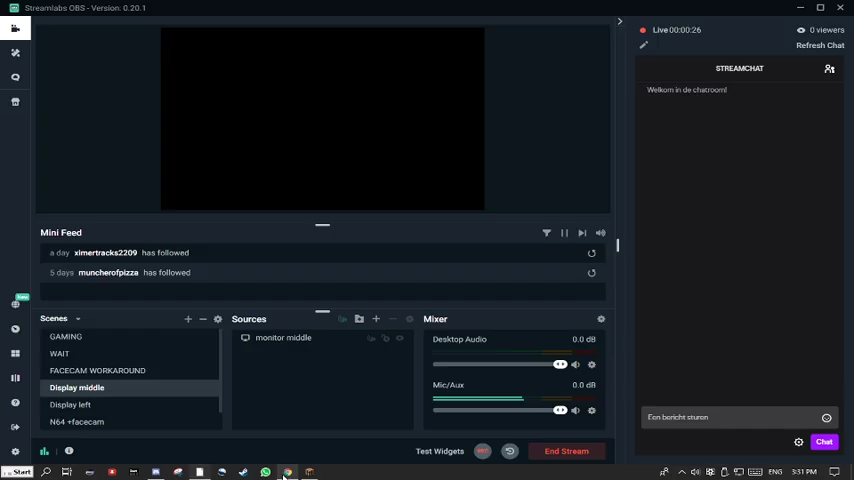 Streamlabs OBS - Version: 0.20.1
Live 00:00:26
0 viewers
Refresh Chat
STREAMCHAT
Welkom in de chatroom!
Mini Feed
a day ximertracks2209 has followed
5 days muncherofpizza has followed
Scenes
Sources
Mixer
GAMING
WAIT
FACECAM WORKAROUND
Display middle
Display left
N64 +facecam
monitor middle
Desktop Audio 0.0 dB
Mic/Aux 0.0 dB
Een bericht sturen
Chat
New
Test Widgets
End Stream
Start
ENG
3:31 PM